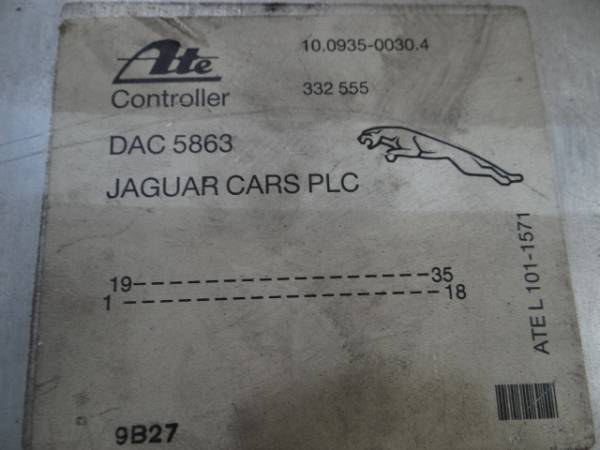 Ate
10.0935-0030.4
Controller
332 555
DAC 5863
JAGUAR CARS PLC
19-----------------------35
1-------------------------18
ATE L 101-1571
9B27